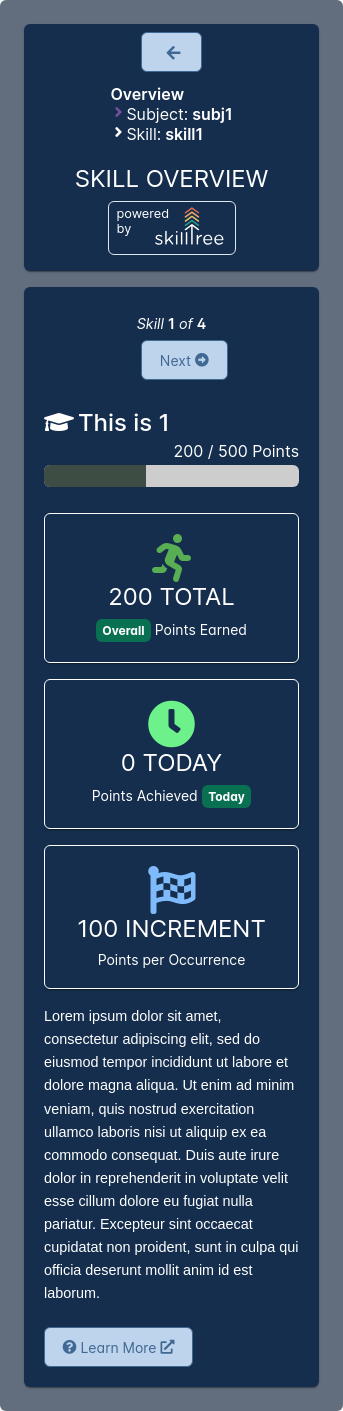 Overview
Subject: subj1
Skill: skill1
SKILL OVERVIEW
powered
by
skilltree
Skill 1 of 4
Next
This is 1
200 / 500 Points
200 TOTAL
Overall Points Earned
0 TODAY
Points Achieved Today
100 INCREMENT
Points per Occurrence
Lorem ipsum dolor sit amet,
consectetur adipiscing elit, sed do
eiusmod tempor incididunt ut labore et
dolore magna aliqua. Ut enim ad minim
veniam, quis nostrud exercitation
ullamco laboris nisi ut aliquip ex ea
commodo consequat. Duis aute irure
dolor in reprehenderit in voluptate velit
esse cillum dolore eu fugiat nulla
pariatur. Excepteur sint occaecat
cupidatat non proident, sunt in culpa qui
officia deserunt mollit anim id est
laborum.
Learn More